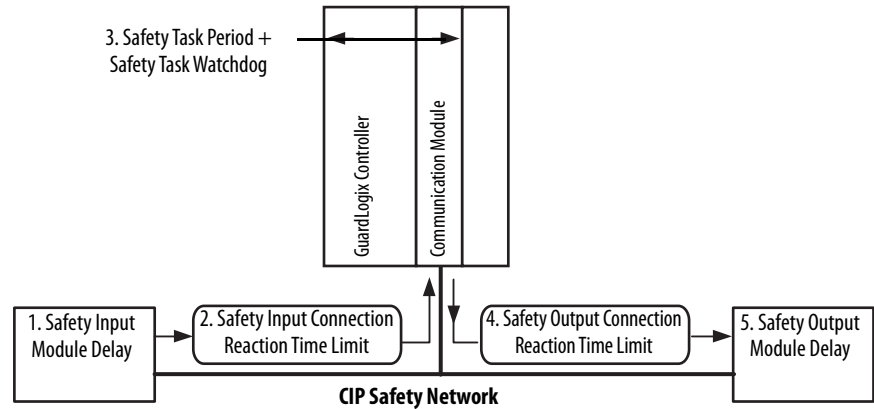 3. Safety Task Period +
Safety Task Watchdog
GuardLogix Controller
Communication Module
1. Safety Input
Module Delay
2. Safety Input Connection
Reaction Time Limit
4. Safety Output Connection
Reaction Time Limit
5. Safety Output
Module Delay
CIP Safety Network